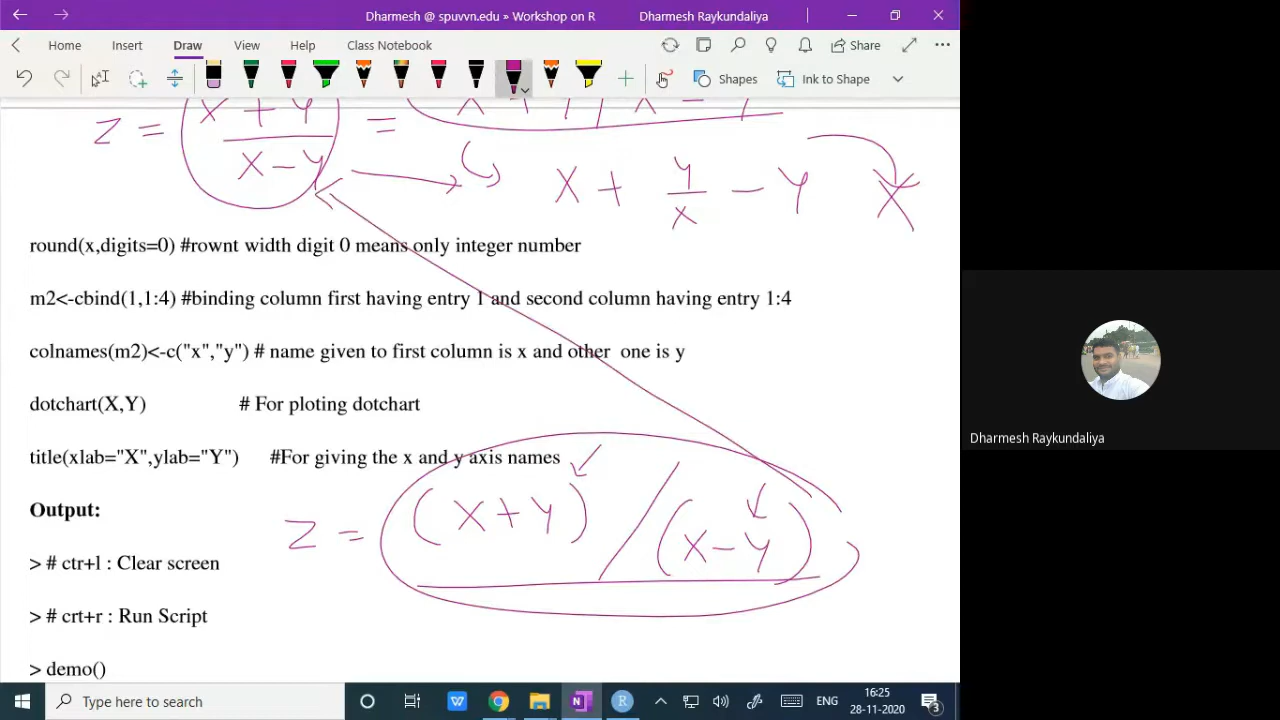 Dharmesh @ spuvvn.edu » Workshop on R
Dharmesh Raykundaliya
Home Insert Draw View Help Class Notebook
Share
Shapes
Ink to Shape
Z = X + Y / X - Y = X + Y / X - Y
X + Y/X - Y X
round(x,digits=0) #rownt width digit 0 means only integer number
m2<-cbind(1,1:4) #binding column first having entry 1 and second column having entry 1:4
colnames(m2)<-c("x","y") # name given to first column is x and other one is y
dotchart(X,Y) # For ploting dotchart
title(xlab="X",ylab="Y") #For giving the x and y axis names
Output:
Z = (X+Y) / (X-Y)
> # ctr+l : Clear screen
> # crt+r : Run Script
> demo()
Dharmesh Raykundaliya
Type here to search
ENG
16:25
28-11-2020
3